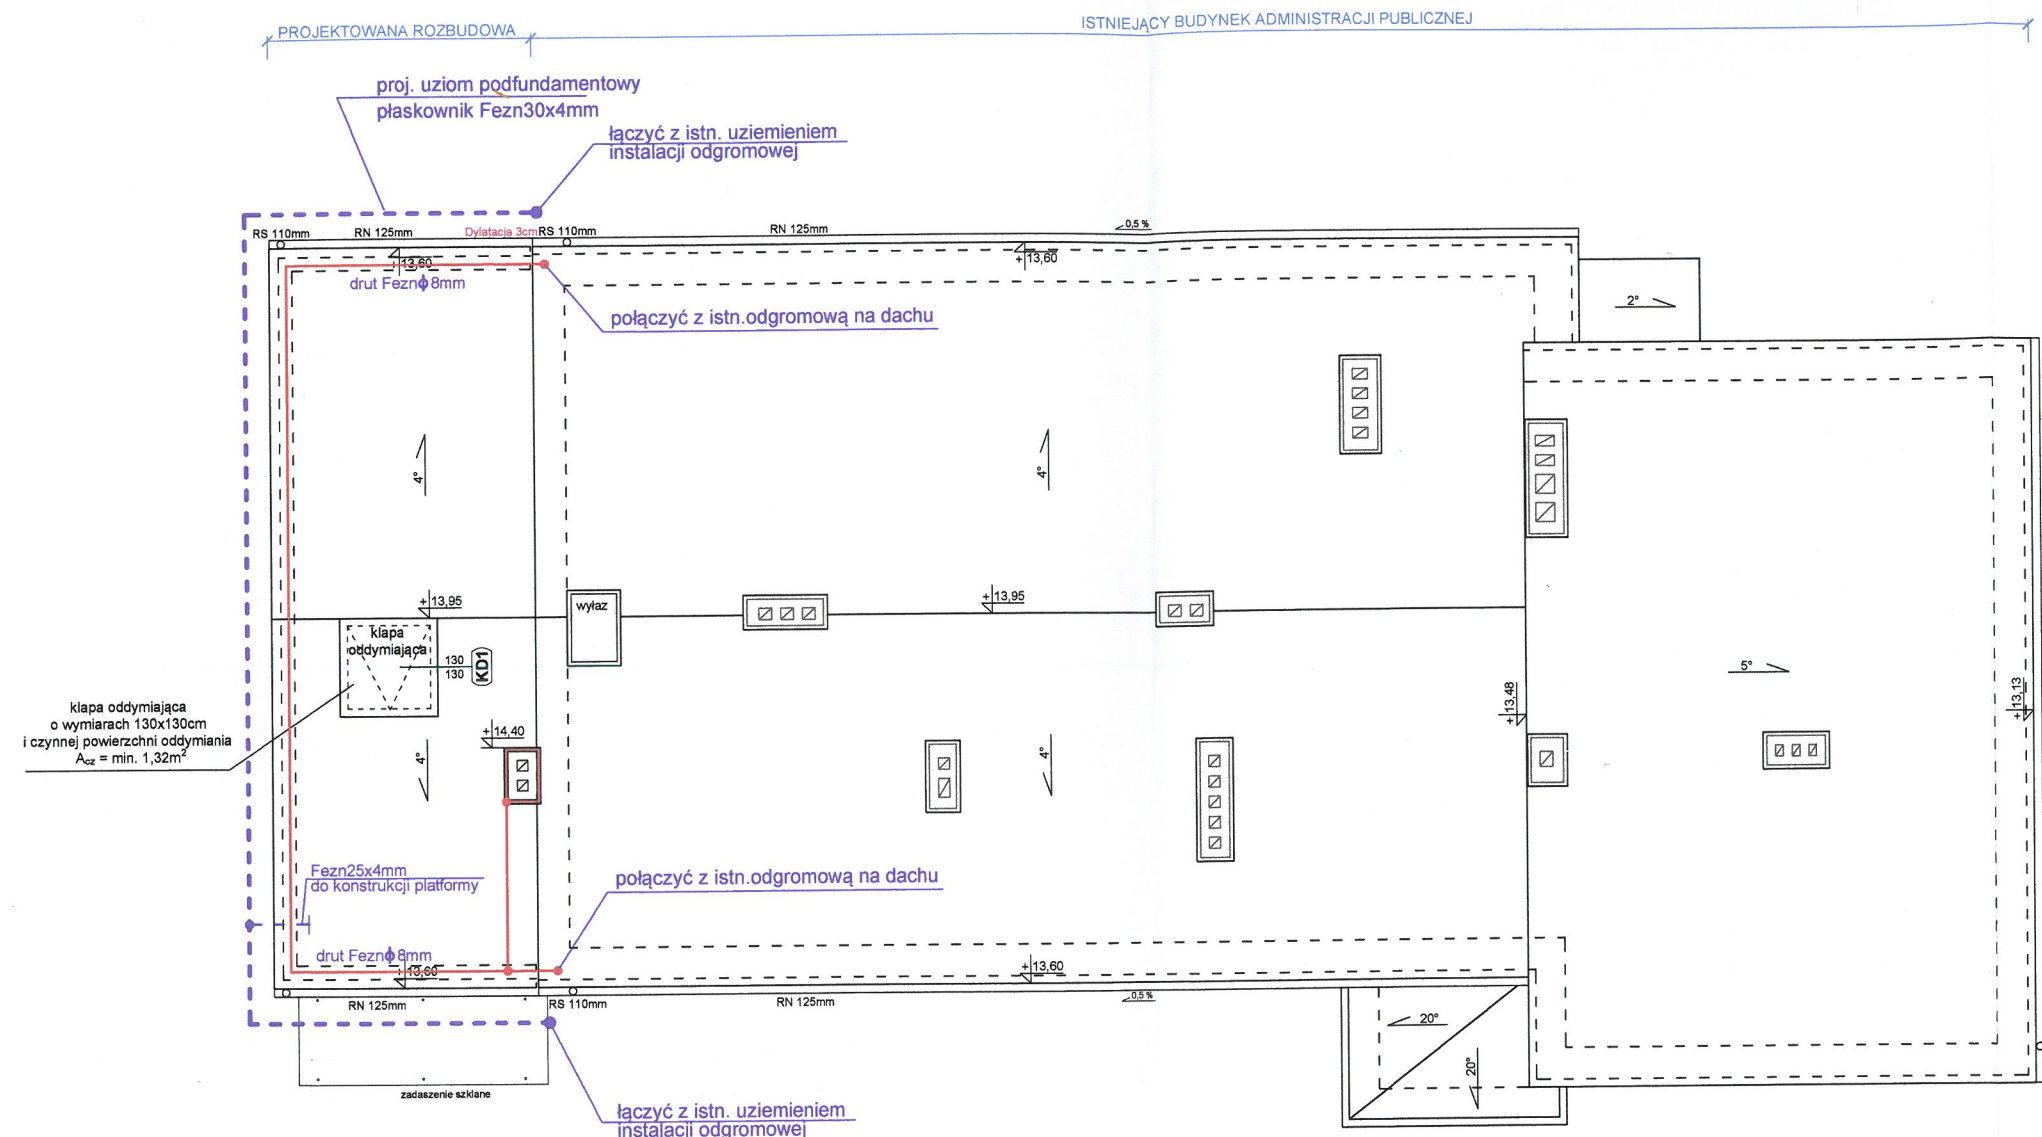 PROJEKTOWANA ROZBUDOWA
ISTNIEJĄCY BUDYNEK ADMINISTRACJI PUBLICZNEJ
proj. uziom podfundamentowy
płaskownik Fezn30x4mm
łączyć z istn. uziemieniem
instalacji odgromowej
RS 110mm
RN 125mm
Dylatacja 3cm
RS 110mm
RN 125mm
0,5 %
+13,60
+13,60
drut Feznϕ8mm
połączyć z istn.odgromową na dachu
2°
4°
4°
+13,95
+13,95
wyłaz
klapa
oddymiająca
130
130
KD1
5°
+13,48
+13,13
klapa oddymiająca
o wymiarach 130x130cm
i czynnej powierzchni oddymiania
Acz = min. 1,32m²
+14,40
4°
4°
Fezn25x4mm
do konstrukcji platformy
połączyć z istn.odgromową na dachu
drut Feznϕ8mm
+13,60
+13,60
RN 125mm
RS 110mm
RN 125mm
0,5 %
20°
20°
zadaszenie szklane
łączyć z istn. uziemieniem
instalacji odgromowej